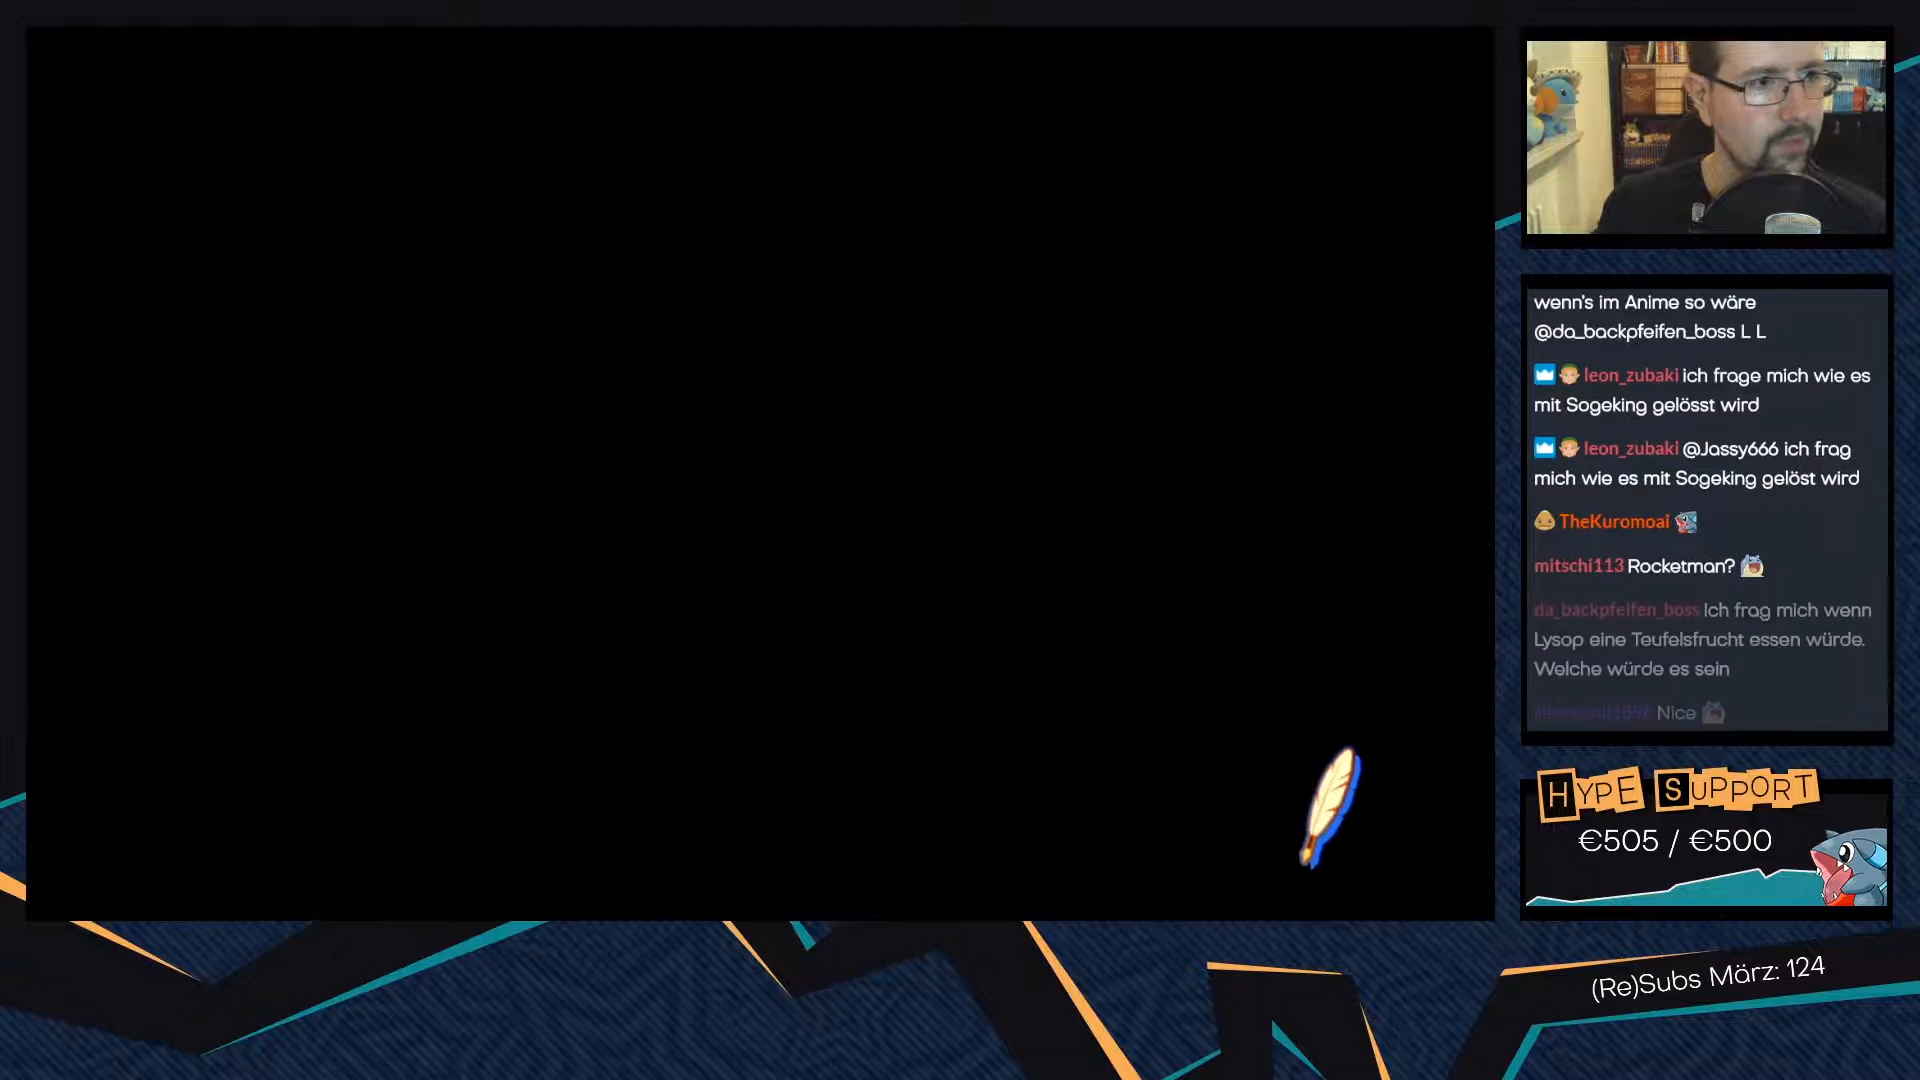 wenn's im Anime so wäre
@da_backpfeifen_boss L L
leon_zubaki ich frage mich wie es
mit Sogeking gelösst wird
leon_zubaki @Jassy666 ich frag
mich wie es mit Sogeking gelöst wird
TheKuromoai
mitschi113 Rocketman?
da_backpfeifen_boss Ich frag mich wenn
Lysop eine Teufelsfrucht essen würde.
Welche würde es sein
Nice
HYPE SUPPORT
€505 / €500
(Re)Subs März: 124